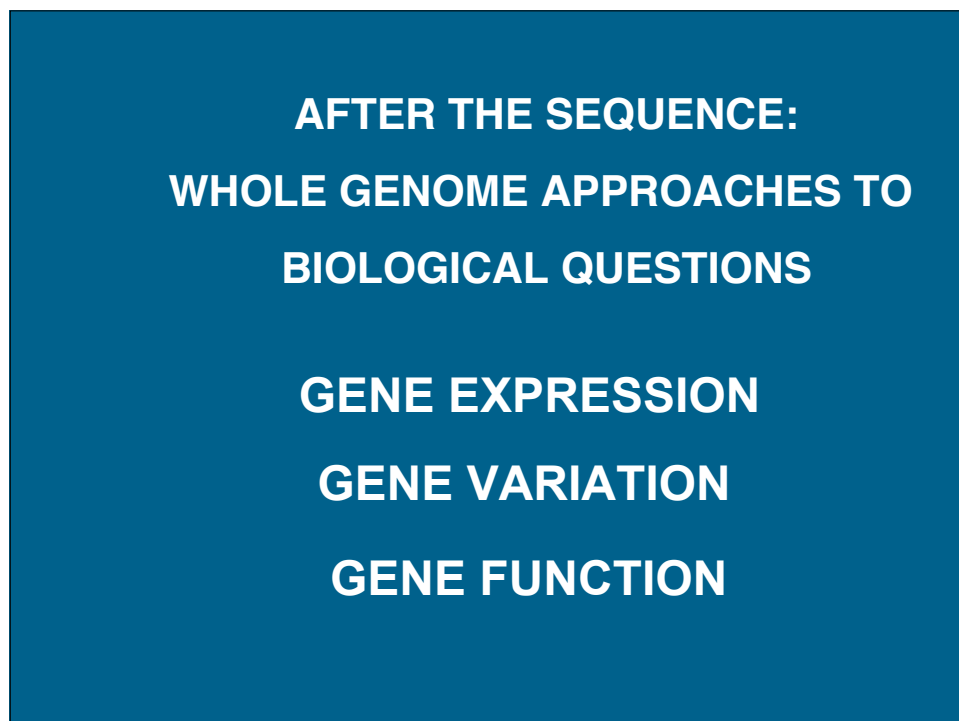 AFTER THE SEQUENCE:
WHOLE GENOME APPROACHES TO
BIOLOGICAL QUESTIONS
GENE EXPRESSION
GENE VARIATION
GENE FUNCTION